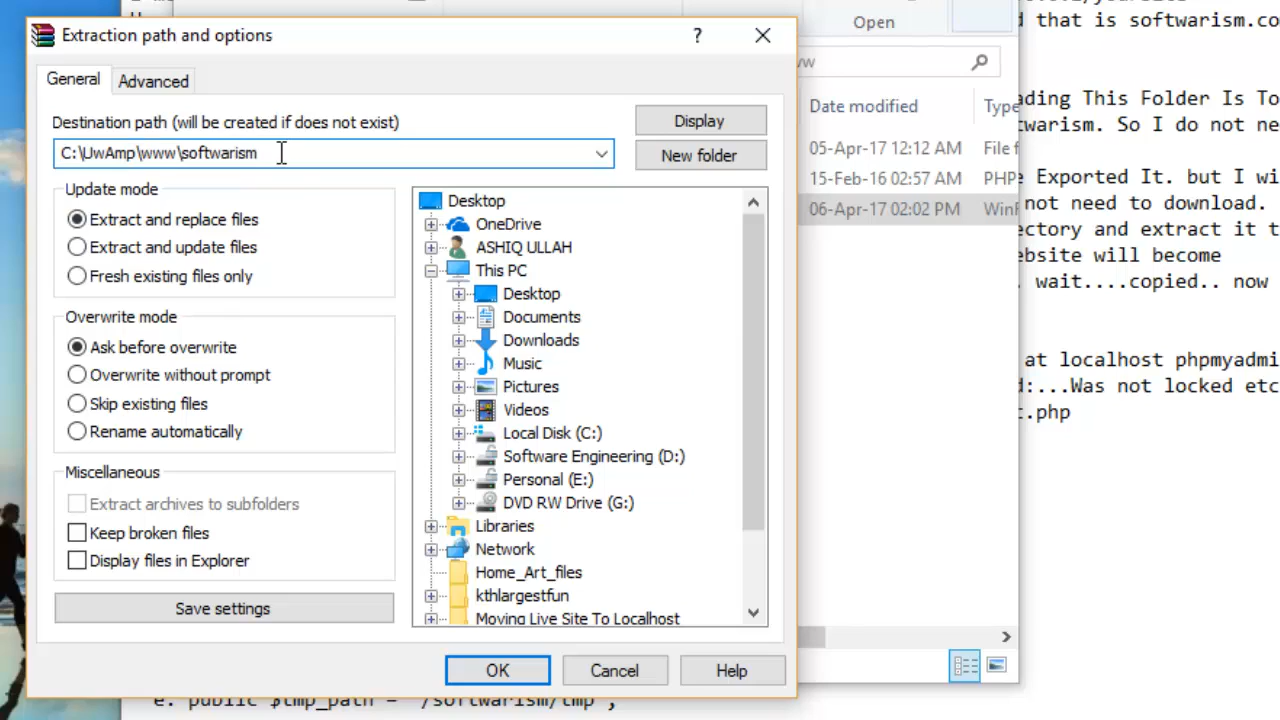 Extraction path and options
?
General
Advanced
Destination path (will be created if does not exist)
C:\UwAmp\www\softwarism
Display
New folder
Update mode
Extract and replace files
Extract and update files
Fresh existing files only
Overwrite mode
Ask before overwrite
Overwrite without prompt
Skip existing files
Rename automatically
Miscellaneous
Extract archives to subfolders
Keep broken files
Display files in Explorer
Save settings
Desktop
OneDrive
ASHIQ ULLAH
This PC
Desktop
Documents
Downloads
Music
Pictures
Videos
Local Disk (C:)
Software Engineering (D:)
Personal (E:)
DVD RW Drive (G:)
Libraries
Network
Home_Art_files
kthlargestfun
Moving Live Site To Localhost
OK
Cancel
Help
Open
Date modified
Type
05-Apr-17 12:12 AM
File f
15-Feb-16 02:57 AM
PHP
06-Apr-17 02:02 PM
that is softwarism.co
ading This Folder Is To
twarism. So I do not ne
Exported It. but I wi
not need to download.
ectory and extract it t
ebsite will become
wait....copied.. now
at localhost phpmyadmi
d:...Was not locked etc
t.php
e. public $tmp_path = '/softwarism/tmp';